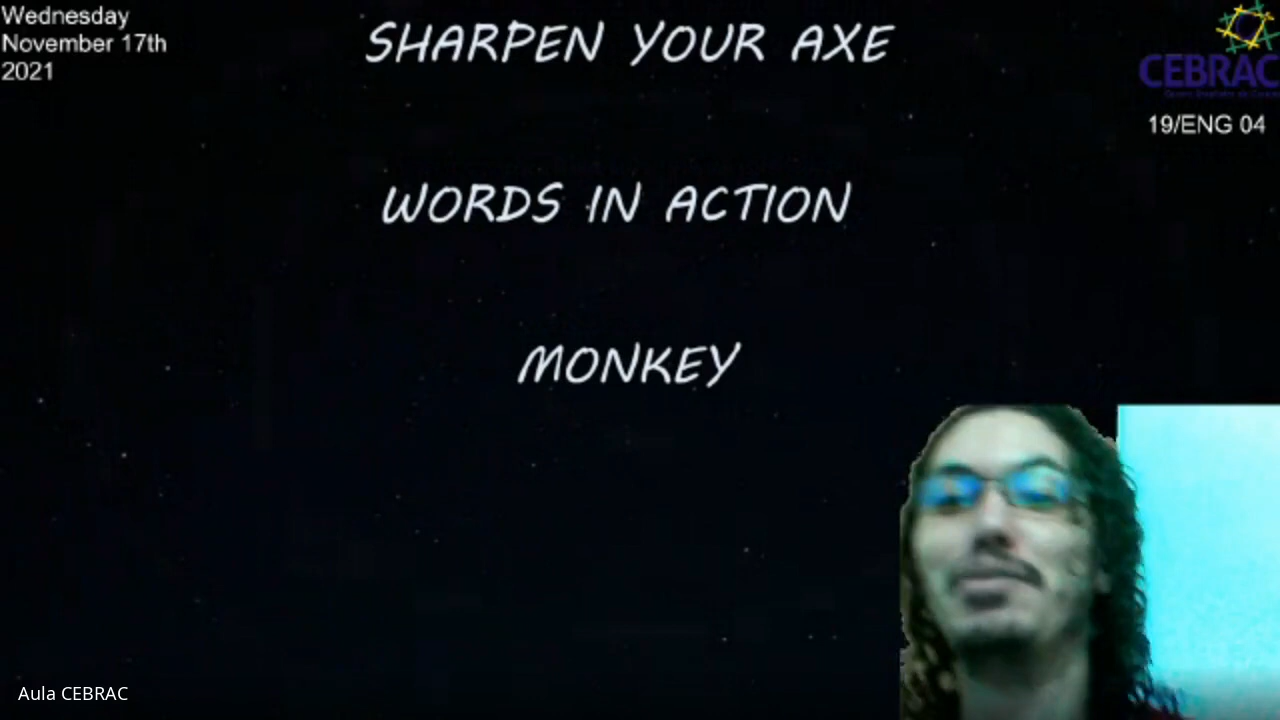 Wednesday
November 17th
2021
SHARPEN YOUR AXE
CEBRAC
19/ENG 04
WORDS IN ACTION
MONKEY
Aula CEBRAC